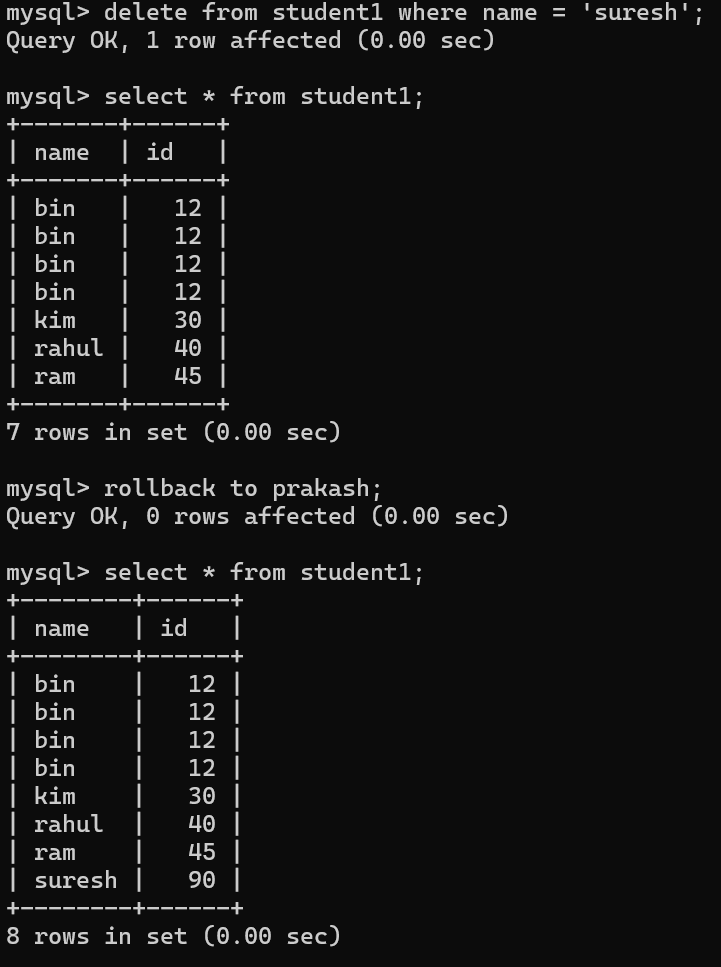 mysql> delete from student1 where name = 'suresh';
Query OK, 1 row affected (0.00 sec)

mysql> select * from student1;
+-------+------+
| name  | id   |
+-------+------+
| bin   |   12 |
| bin   |   12 |
| bin   |   12 |
| bin   |   12 |
| kim   |   30 |
| rahul |   40 |
| ram   |   45 |
+-------+------+
7 rows in set (0.00 sec)

mysql> rollback to prakash;
Query OK, 0 rows affected (0.00 sec)

mysql> select * from student1;
+--------+------+
| name   | id   |
+--------+------+
| bin    |   12 |
| bin    |   12 |
| bin    |   12 |
| bin    |   12 |
| kim    |   30 |
| rahul  |   40 |
| ram    |   45 |
| suresh |   90 |
+--------+------+
8 rows in set (0.00 sec)